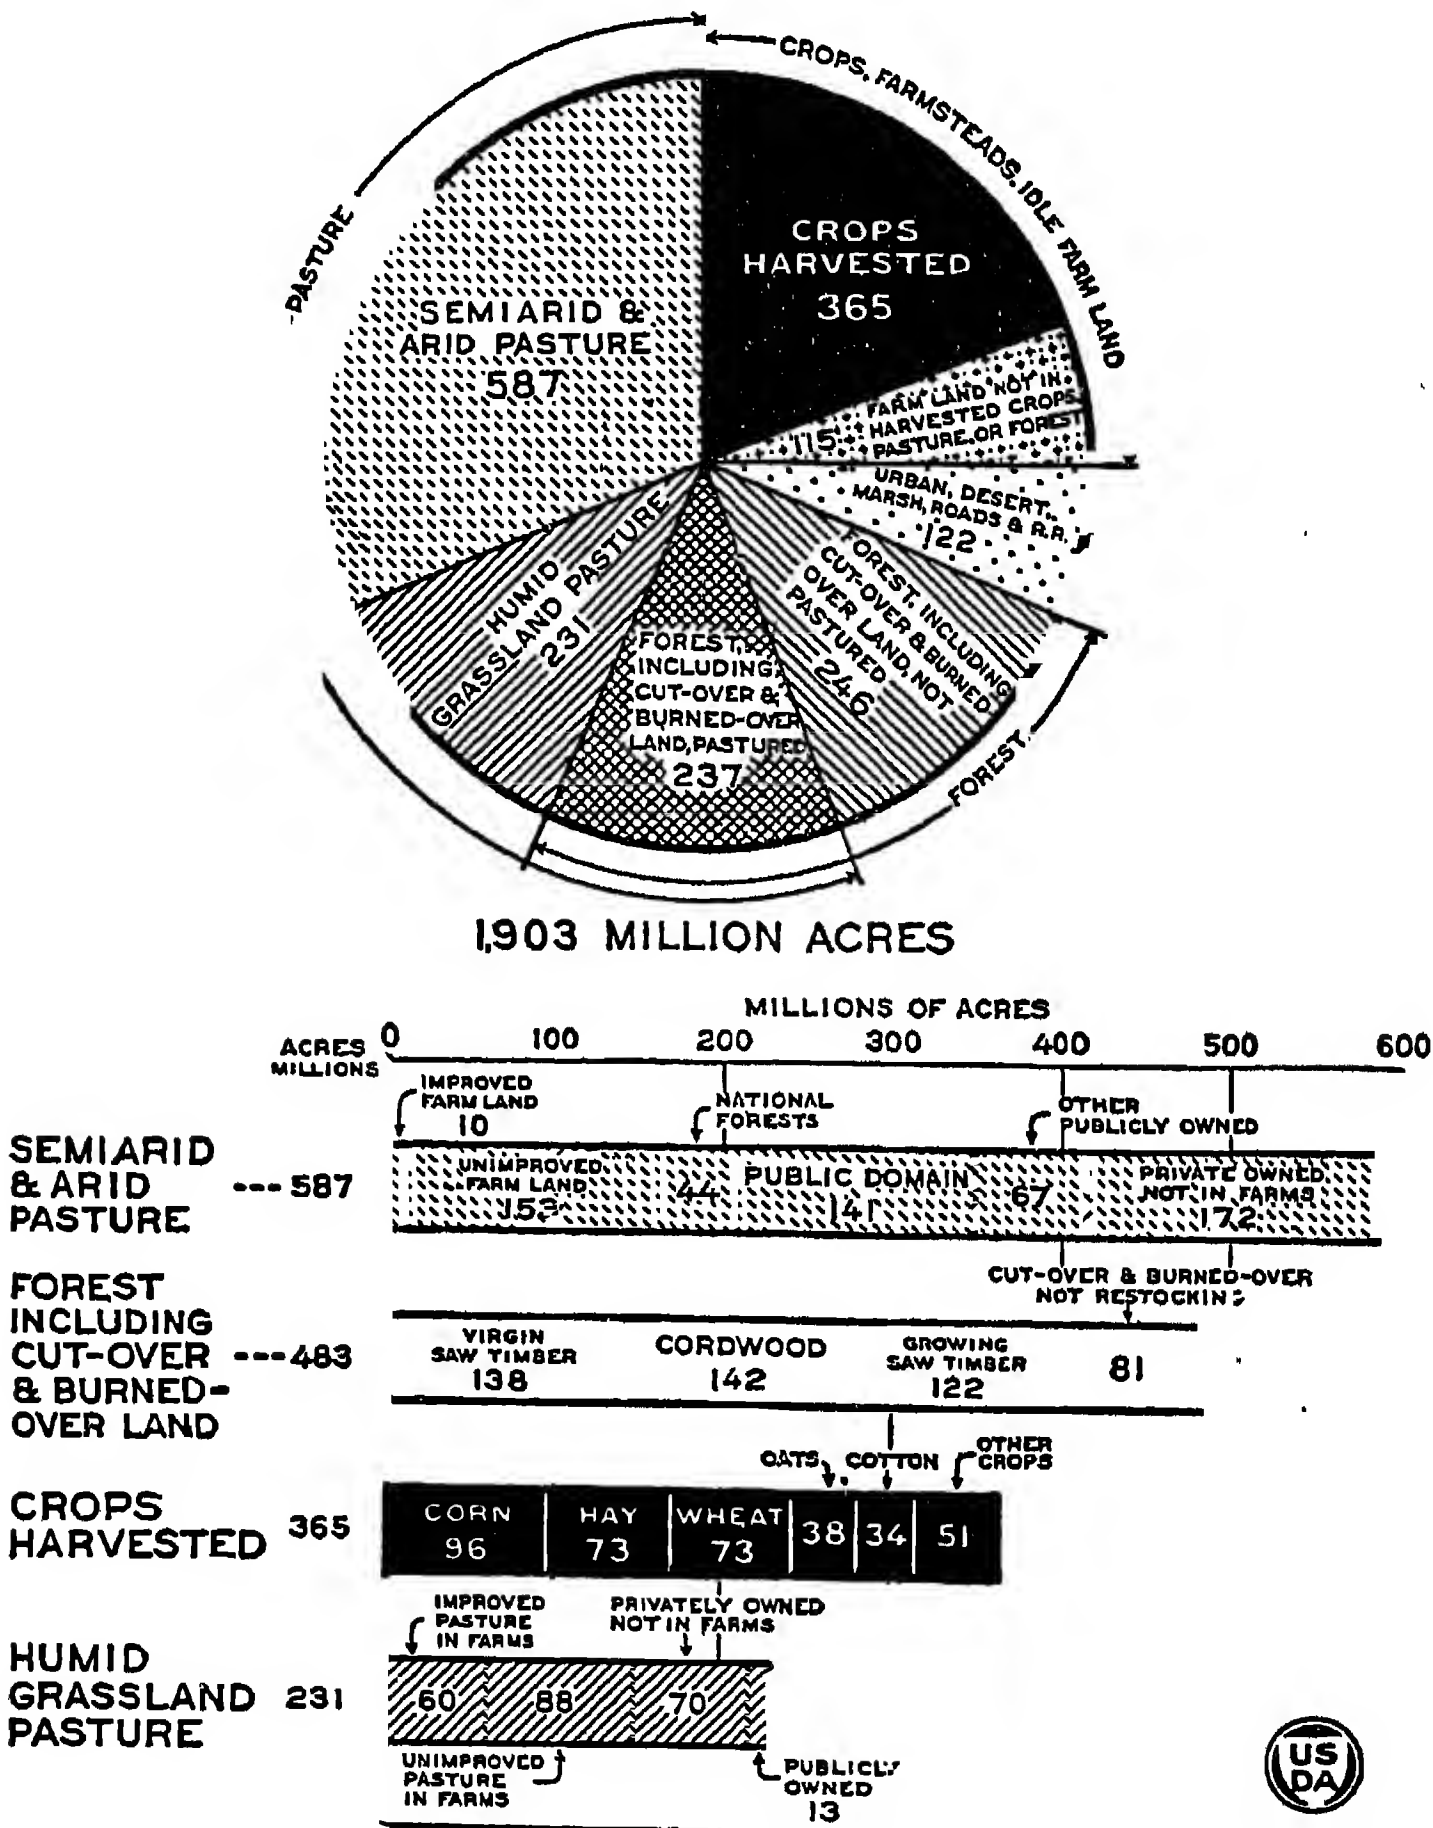 CROPS, FARMSTEADS, IDLE FARM LAND
PASTURE
CROPS
HARVESTED
365
SEMIARID &
ARID PASTURE
587
FARM LAND NOT IN
HARVESTED CROPS,
PASTURE, OR FOREST
115
URBAN, DESERT,
MARSH, ROADS & R.R.
122
FOREST, INCLUDING
CUT-OVER & BURNED
OVER LAND, NOT
PASTURED
246
HUMID
GRASSLAND PASTURE
231
FOREST,
INCLUDING
CUT-OVER &
BURNED-OVER
LAND, PASTURED
237
FOREST
1,903 MILLION ACRES
MILLIONS OF ACRES
ACRES
MILLIONS
0 100 200 300 400 500 600
IMPROVED
FARM LAND
10
NATIONAL
FORESTS
OTHER
PUBLICLY OWNED
SEMIARID
& ARID
PASTURE
--- 587
UNIMPROVED
FARM LAND
44
PUBLIC DOMAIN
141
67
PRIVATE OWNED
NOT IN FARMS
172
CUT-OVER & BURNED-OVER
NOT RESTOCKING
FOREST
INCLUDING
CUT-OVER
& BURNED-
OVER LAND
---483
VIRGIN
SAW TIMBER
138
CORDWOOD
142
GROWING
SAW TIMBER
122
81
OATS
COTTON
OTHER
CROPS
CROPS
HARVESTED
365
CORN
96
HAY
73
WHEAT
73
38
34
51
IMPROVED
PASTURE
IN FARMS
PRIVATELY OWNED
NOT IN FARMS
HUMID
GRASSLAND
PASTURE
231
60
88
70
UNIMPROVED
PASTURE
IN FARMS
PUBLICLY
OWNED
13
US
DA